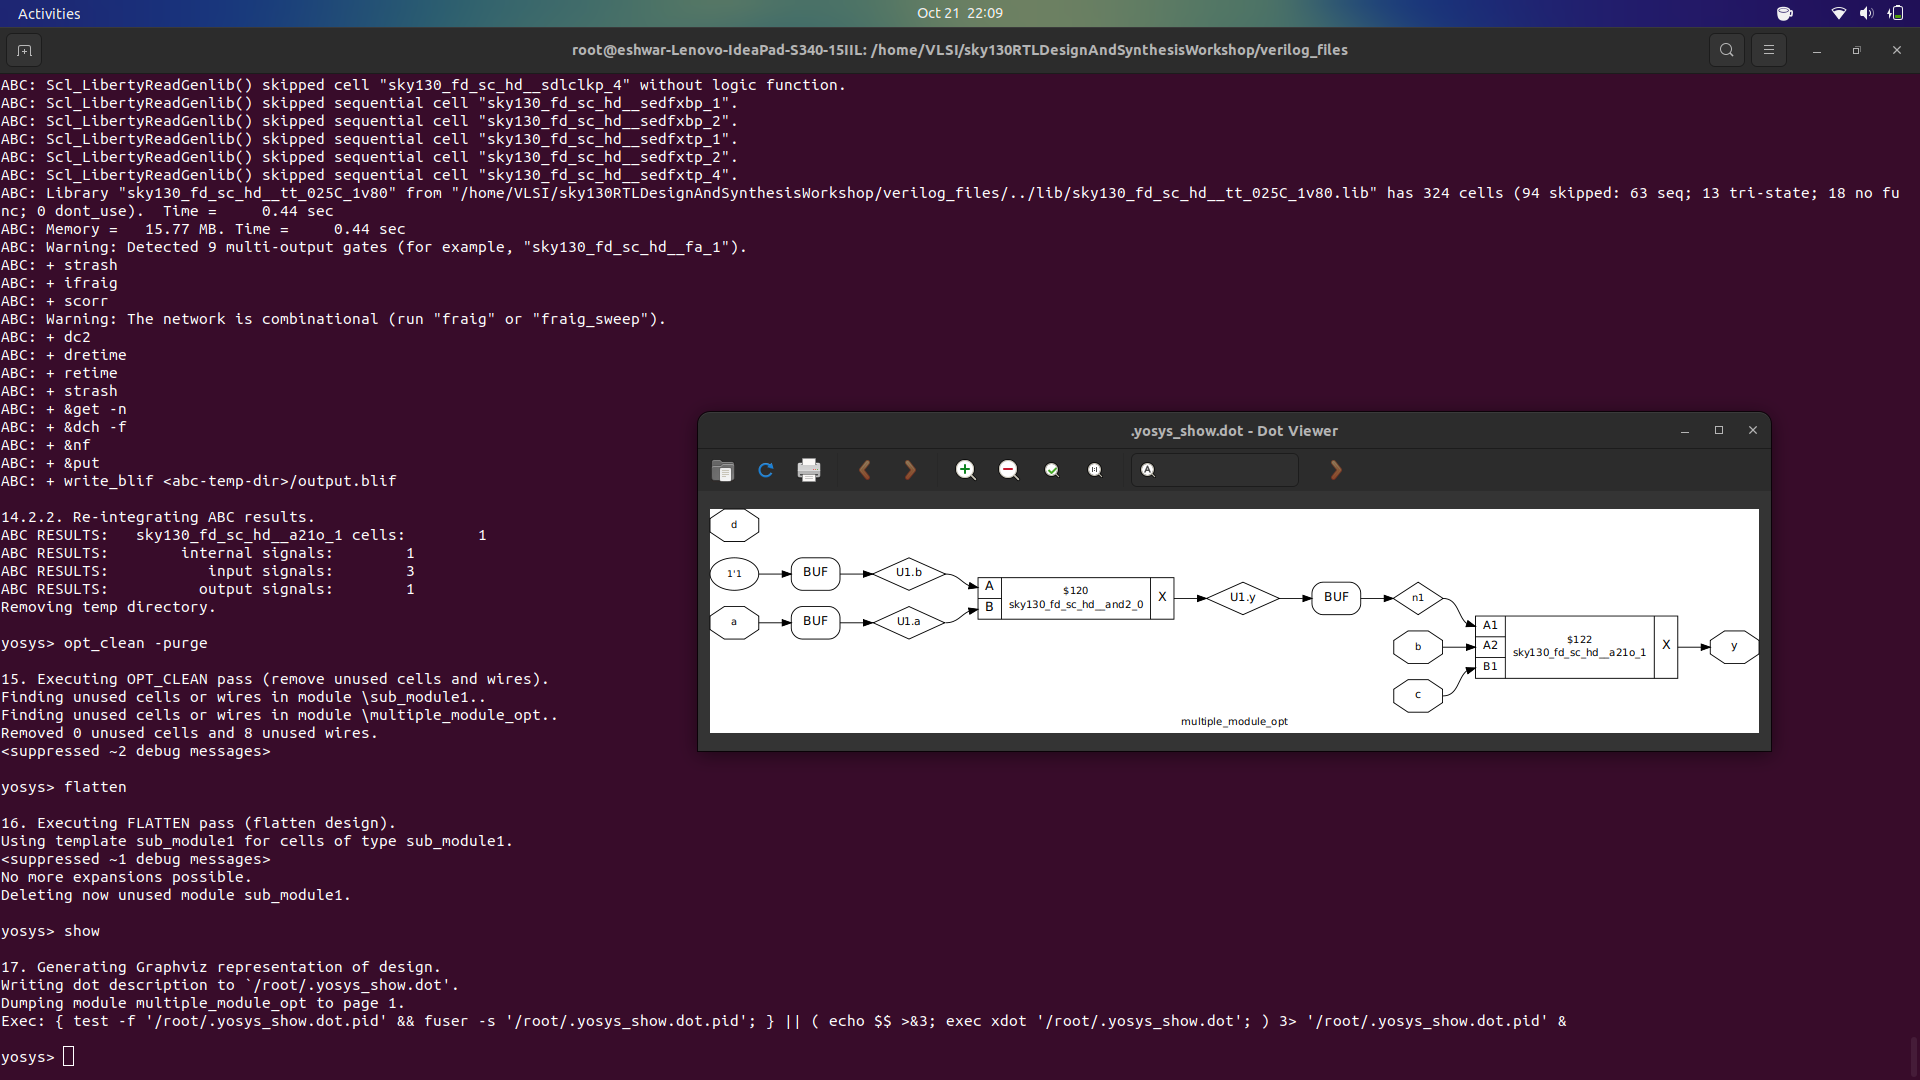 Activities
Oct 21 22:09
root@eshwar-Lenovo-IdeaPad-S340-15IIL: /home/VLSI/sky130RTLDesignAndSynthesisWorkshop/verilog_files
ABC: Scl_LibertyReadGenlib() skipped cell "sky130_fd_sc_hd__sdlclkp_4" without logic function.
ABC: Scl_LibertyReadGenlib() skipped sequential cell "sky130_fd_sc_hd__sedfxbp_1".
ABC: Scl_LibertyReadGenlib() skipped sequential cell "sky130_fd_sc_hd__sedfxbp_2".
ABC: Scl_LibertyReadGenlib() skipped sequential cell "sky130_fd_sc_hd__sedfxtp_1".
ABC: Scl_LibertyReadGenlib() skipped sequential cell "sky130_fd_sc_hd__sedfxtp_2".
ABC: Scl_LibertyReadGenlib() skipped sequential cell "sky130_fd_sc_hd__sedfxtp_4".
ABC: Library "sky130_fd_sc_hd__tt_025C_1v80" from "/home/VLSI/sky130RTLDesignAndSynthesisWorkshop/verilog_files/../lib/sky130_fd_sc_hd__tt_025C_1v80.lib" has 324 cells (94 skipped: 63 seq; 13 tri-state; 18 no fu
nc; 0 dont_use).  Time =     0.44 sec
ABC: Memory =   15.77 MB. Time =     0.44 sec
ABC: Warning: Detected 9 multi-output gates (for example, "sky130_fd_sc_hd__fa_1").
ABC: + strash
ABC: + ifraig
ABC: + scorr
ABC: Warning: The network is combinational (run "fraig" or "fraig_sweep").
ABC: + dc2
ABC: + dretime
ABC: + retime
ABC: + strash
ABC: + &get -n
ABC: + &dch -f
ABC: + &nf
ABC: + &put
ABC: + write_blif <abc-temp-dir>/output.blif
14.2.2. Re-integrating ABC results.
ABC RESULTS:   sky130_fd_sc_hd__a21o_1 cells:        1
ABC RESULTS:        internal signals:        1
ABC RESULTS:           input signals:        3
ABC RESULTS:          output signals:        1
Removing temp directory.
yosys> opt_clean -purge
15. Executing OPT_CLEAN pass (remove unused cells and wires).
Finding unused cells or wires in module \sub_module1..
Finding unused cells or wires in module \multiple_module_opt..
Removed 0 unused cells and 8 unused wires.
<suppressed ~2 debug messages>
yosys> flatten
16. Executing FLATTEN pass (flatten design).
Using template sub_module1 for cells of type sub_module1.
<suppressed ~1 debug messages>
No more expansions possible.
Deleting now unused module sub_module1.
yosys> show
17. Generating Graphviz representation of design.
Writing dot description to `/root/.yosys_show.dot'.
Dumping module multiple_module_opt to page 1.
Exec: { test -f '/root/.yosys_show.dot.pid' && fuser -s '/root/.yosys_show.dot.pid'; } || ( echo $$ >&3; exec xdot '/root/.yosys_show.dot'; ) 3> '/root/.yosys_show.dot.pid' &
yosys>
.yosys_show.dot - Dot Viewer
d
1'1 BUF U1.b
a BUF U1.a
A
B
$120
sky130_fd_sc_hd__and2_0
X
U1.y BUF n1
b
c
A1
A2
B1
$122
sky130_fd_sc_hd__a21o_1
X
y
multiple_module_opt